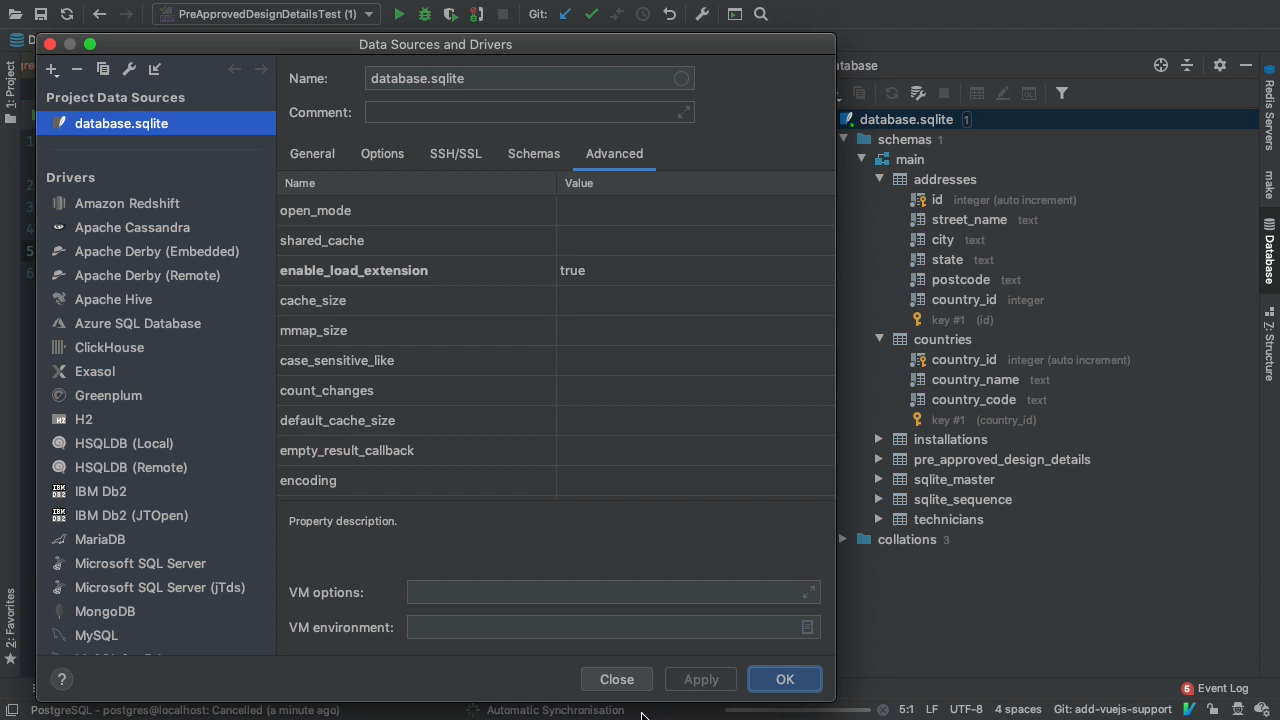 PreApprovedDesignDetailsTest (1)
Git:
Data Sources and Drivers
1: Project
2: Favorites
Project Data Sources
database.sqlite
Drivers
Amazon Redshift
Apache Cassandra
Apache Derby (Embedded)
Apache Derby (Remote)
Apache Hive
Azure SQL Database
ClickHouse
Exasol
Greenplum
H2
HSQLDB (Local)
HSQLDB (Remote)
IBM Db2
IBM Db2 (JTOpen)
MariaDB
Microsoft SQL Server
Microsoft SQL Server (jTds)
MongoDB
MySQL
Name: database.sqlite
Comment:
General Options SSH/SSL Schemas Advanced
Name Value
open_mode
shared_cache
enable_load_extension true
cache_size
mmap_size
case_sensitive_like
count_changes
default_cache_size
empty_result_callback
encoding
Property description.
VM options:
VM environment:
? Close Apply OK
tabase
database.sqlite 1
schemas 1
main
addresses
id integer (auto increment)
street_name text
city text
state text
postcode text
country_id integer
key #1 (id)
countries
country_id integer (auto increment)
country_name text
country_code text
key #1 (country_id)
installations
pre_approved_design_details
sqlite_master
sqlite_sequence
technicians
collations 3
Redis Servers
make
Database
7: Structure
6 Event Log
PostgreSQL - postgres@localhost: Cancelled (a minute ago)
Automatic Synchronisation
5:1 LF UTF-8 4 spaces Git: add-vuejs-support